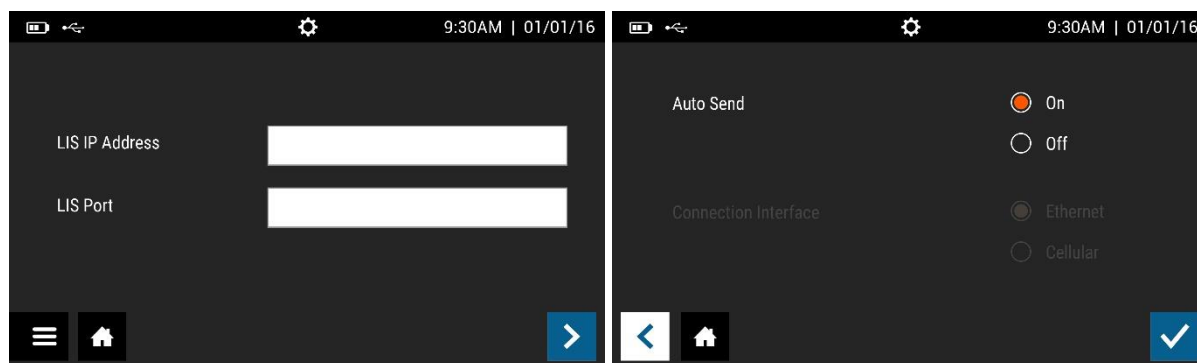 9:30AM | 01/01/16
LIS IP Address
LIS Port
9:30AM | 01/01/16
Auto Send
On
Off
Connection Interface
Ethernet
Cellular